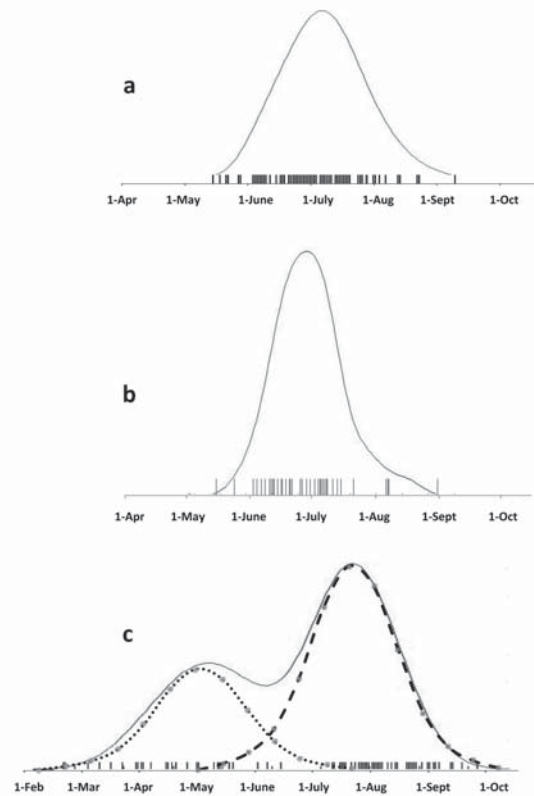 a
1-Apr 1-May 1-June 1-July 1-Aug 1-Sept 1-Oct
b
1-Apr 1-May 1-June 1-July 1-Aug 1-Sept 1-Oct
c
1-Feb 1-Mar 1-Apr 1-May 1-June 1-July 1-Aug 1-Sept 1-Oct